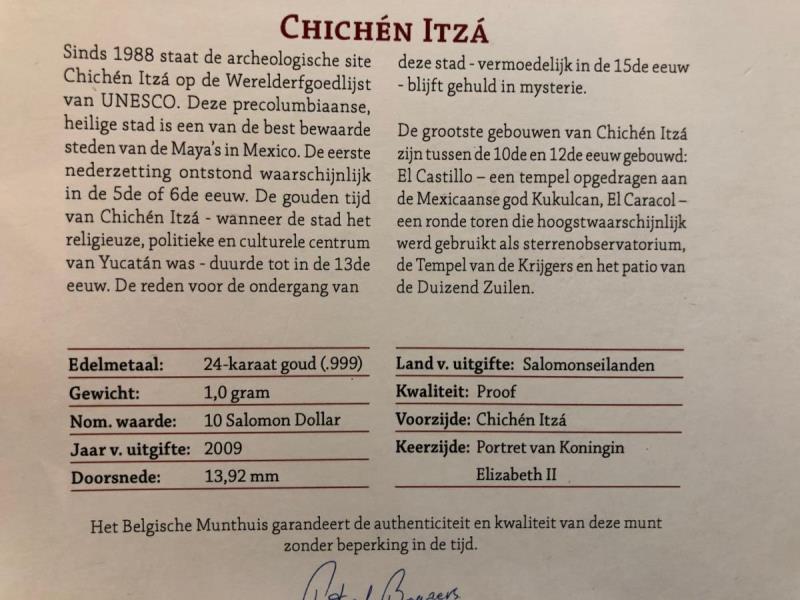 CHICHÉN ITZÁ
Sinds 1988 staat de archeologische site
Chichén Itzá op de Werelderfgoedlijst
van UNESCO. Deze precolumbiaanse,
heilige stad is een van de best bewaarde
steden van de Maya's in Mexico. De eerste
nederzetting ontstond waarschijnlijk
in de 5de of 6de eeuw. De gouden tijd
van Chichén Itzá - wanneer de stad het
religieuze, politieke en culturele centrum
van Yucatán was - duurde tot in de 13de
eeuw. De reden voor de ondergang van
deze stad - vermoedelijk in de 15de eeuw
- blijft gehuld in mysterie.
De grootste gebouwen van Chichén Itzá
zijn tussen de 10de en 12de eeuw gebouwd:
El Castillo – een tempel opgedragen aan
de Mexicaanse god Kukulcan, El Caracol –
een ronde toren die hoogstwaarschijnlijk
werd gebruikt als sterrenobservatorium,
de Tempel van de Krijgers en het patio van
de Duizend Zuilen.
Edelmetaal: 24-karaat goud (.999)
Gewicht: 1,0 gram
Nom. waarde: 10 Salomon Dollar
Jaar v. uitgifte: 2009
Doorsnede: 13,92 mm
Land v. uitgifte: Salomonseilanden
Kwaliteit: Proof
Voorzijde: Chichén Itzá
Keerzijde: Portret van Koningin
Elizabeth II
Het Belgische Munthuis garandeert de authenticiteit en kwaliteit van deze munt
zonder beperking in de tijd.